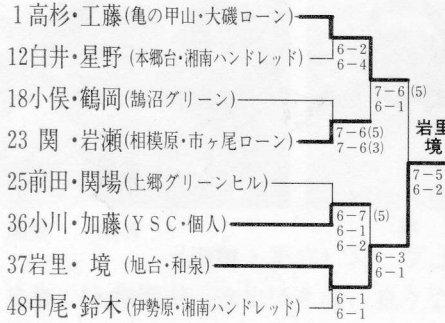 1 高杉・工藤(亀の甲山・大磯ローン)
12白井・星野(本郷台・湘南ハンドレッド)
6-2
6-4
18小俣・鶴岡(鵠沼グリーン)
7-6(5)
6-1
23 関・岩瀬(相模原・市ヶ尾ローン)
7-6(5)
7-6(3)
岩里
境
25前田・関場(上郷グリーンヒル)
7-5
6-2
36小川・加藤(YSC・個人)
6-7(5)
6-1
6-2
37岩里・境(旭台・和泉)
6-3
6-1
48中尾・鈴木(伊勢原・湘南ハンドレッド)
6-1
6-1